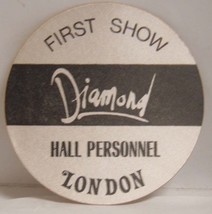 FIRST SHOW
Diamond
HALL PERSONNEL
LONDON